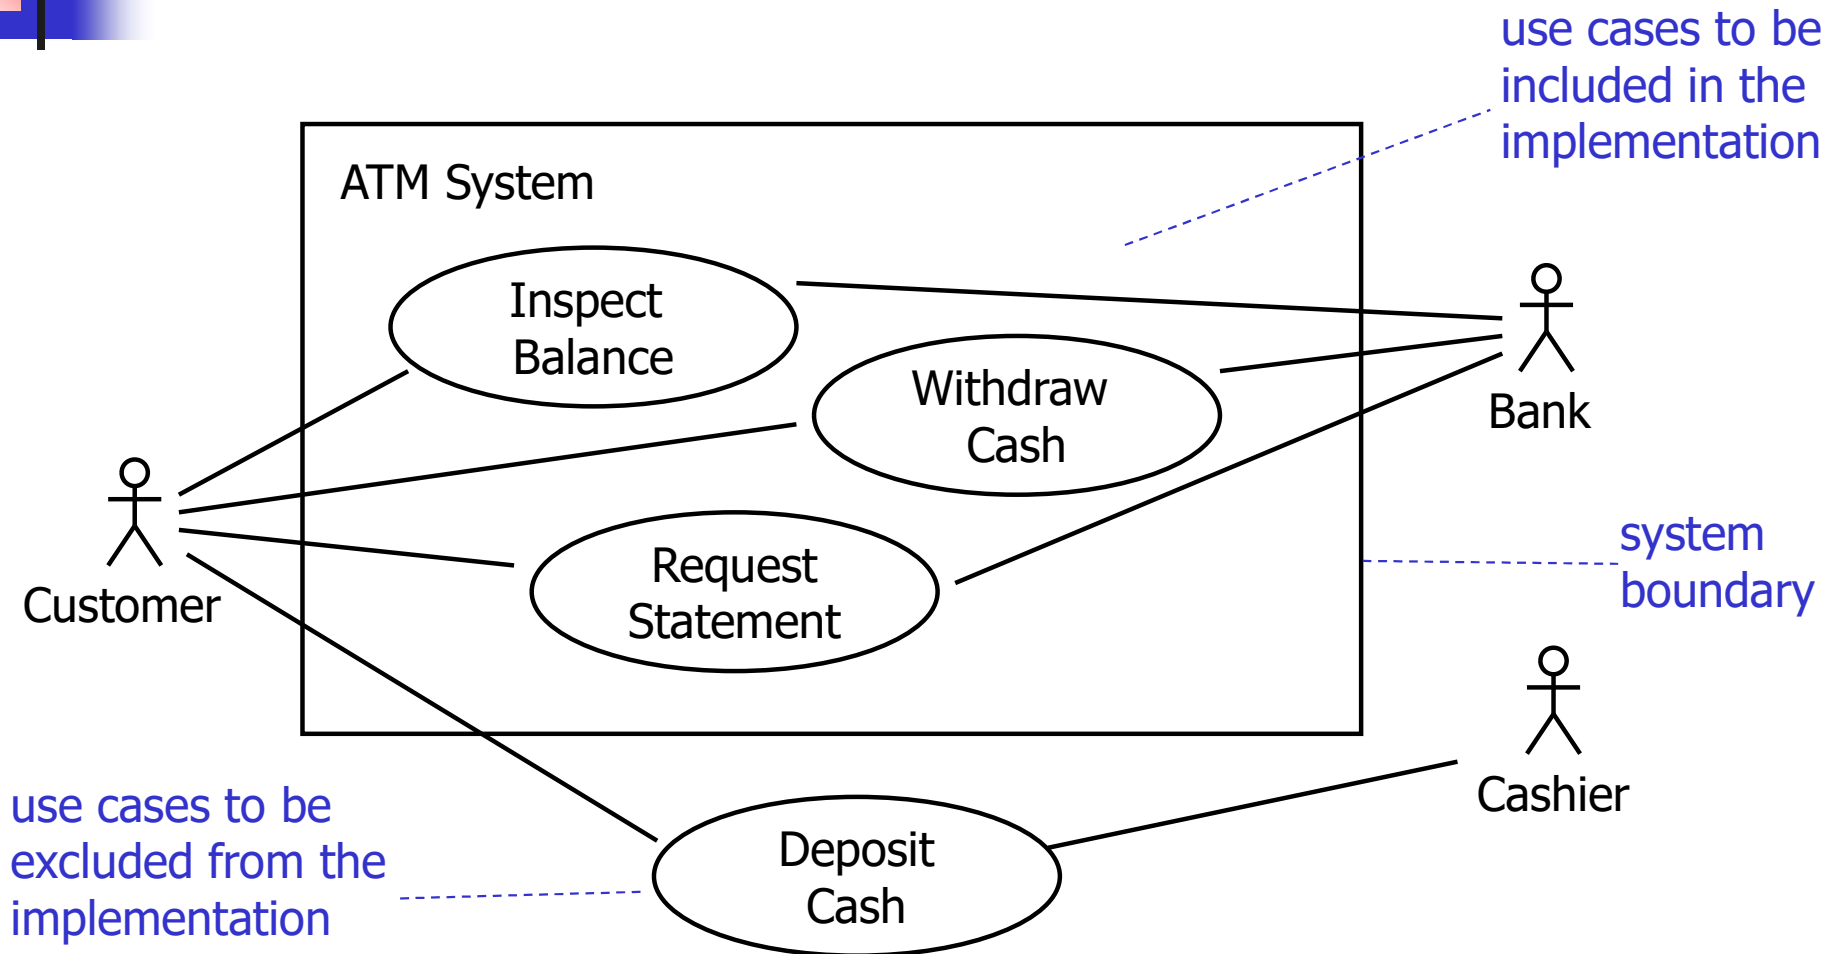 use cases to be
included in the
implementation
ATM System
Inspect
Balance
Withdraw
Cash
Bank
Request
Statement
system
boundary
Customer
Cashier
use cases to be
excluded from the
implementation
Deposit
Cash